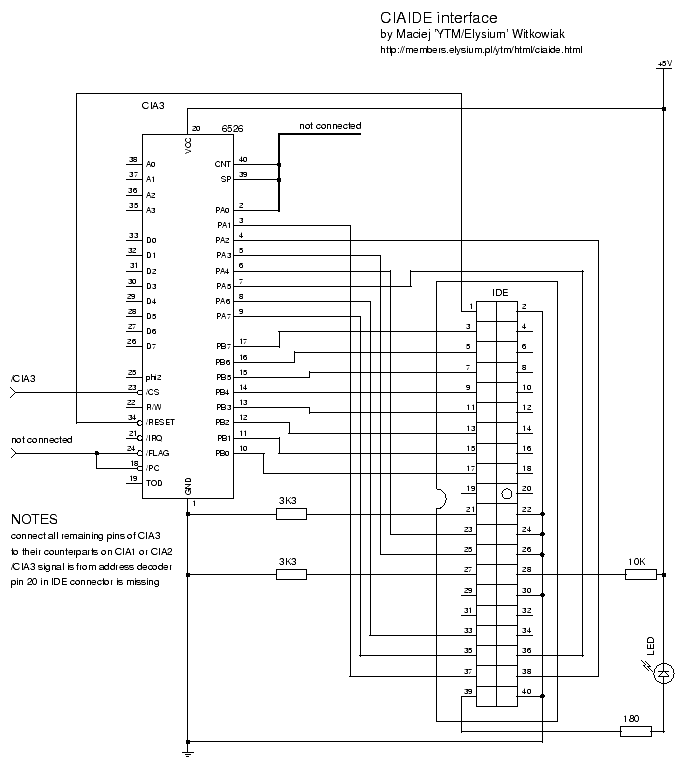 CIAIDE interface
by Maciej 'YTM/Elysium' Witkowiak
http://members.elysium.pl/ytm/html/ciaide.html
+5V
CIA3
20
6526
VCC
not connected
38 A0
37 A1
36 A2
35 A3
33 D0
32 D1
31 D2
30 D3
29 D4
28 D5
27 D6
26 D7
25 phi2
/CIA3
23 /CS
22 R/W
34 /RESET
21 /IRQ
not connected
24 /FLAG
18 /PC
19 TOD
CNT 40
SP 39
PA0 2
PA1 3
PA2 4
PA3 5
PA4 6
PA5 7
PA6 8
PA7 9
PB7 17
PB6 16
PB5 15
PB4 14
PB3 13
PB2 12
PB1 11
PB0 10
GND
1
IDE
1 2
3 4
5 6
7 8
9 10
11 12
13 14
15 16
17 18
19 20
21 22
23 24
25 26
27 28
29 30
31 32
33 34
35 36
37 38
39 40
3K3
3K3
10K
LED
180
NOTES
connect all remaining pins of CIA3
to their counterparts on CIA1 or CIA2
/CIA3 signal is from address decoder
pin 20 in IDE connector is missing